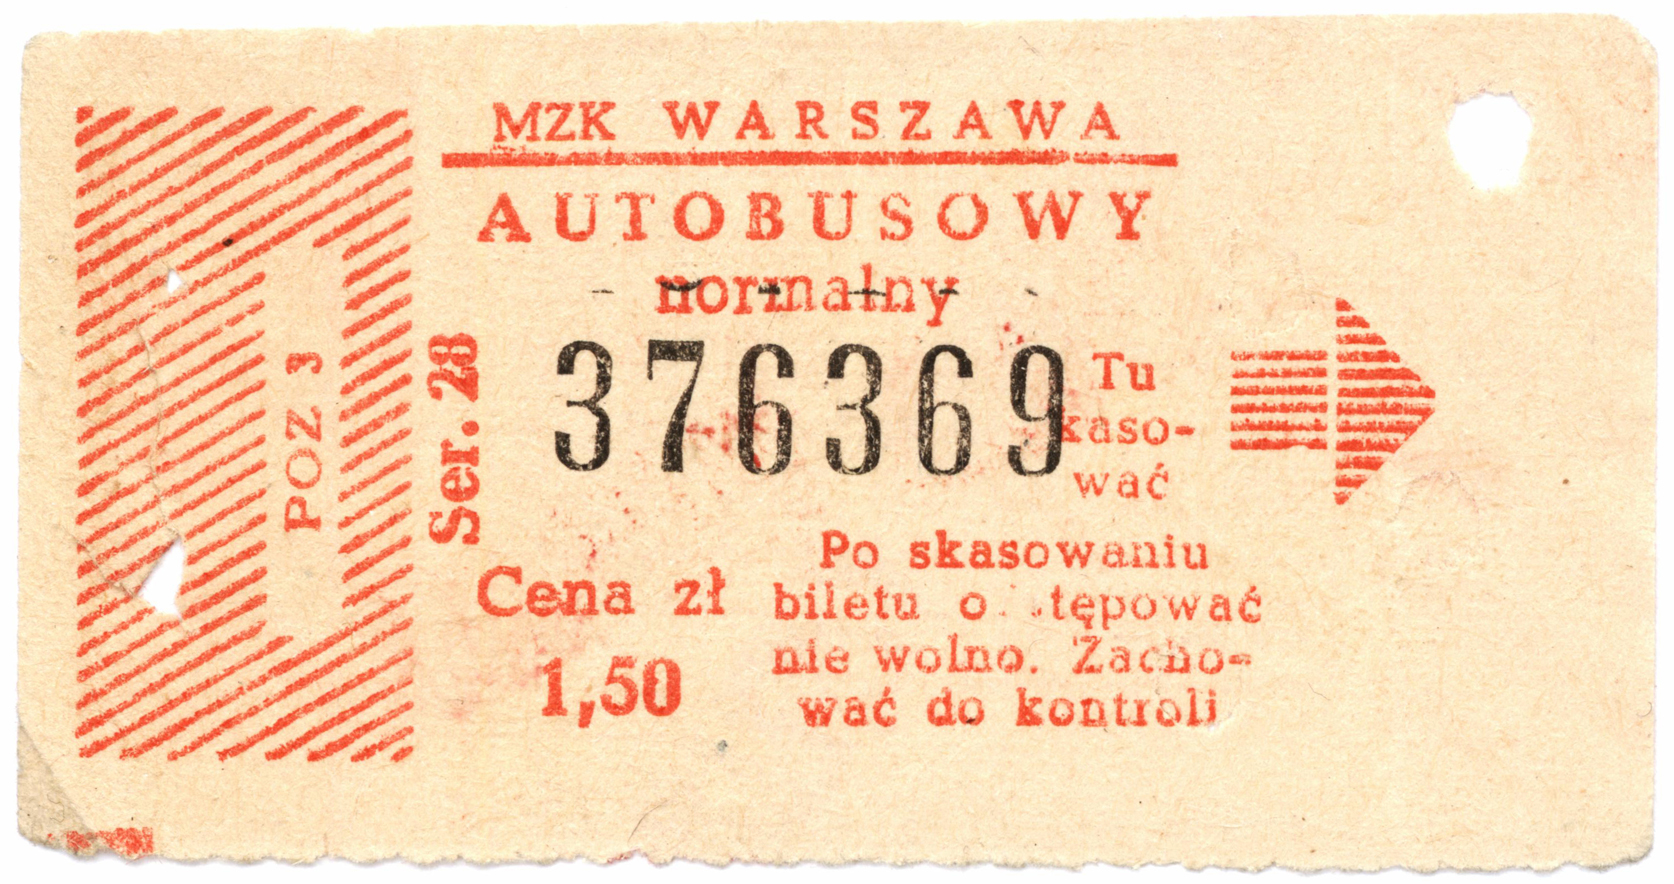 MZK WARSZAWA
AUTOBUSOWY
normalny
376369
Tu
kaso-
wać
POZ 3
Ser. 28
Cena zł
1,50
Po skasowaniu
biletu o..tępować
nie wolno. Zacho-
wać do kontroli